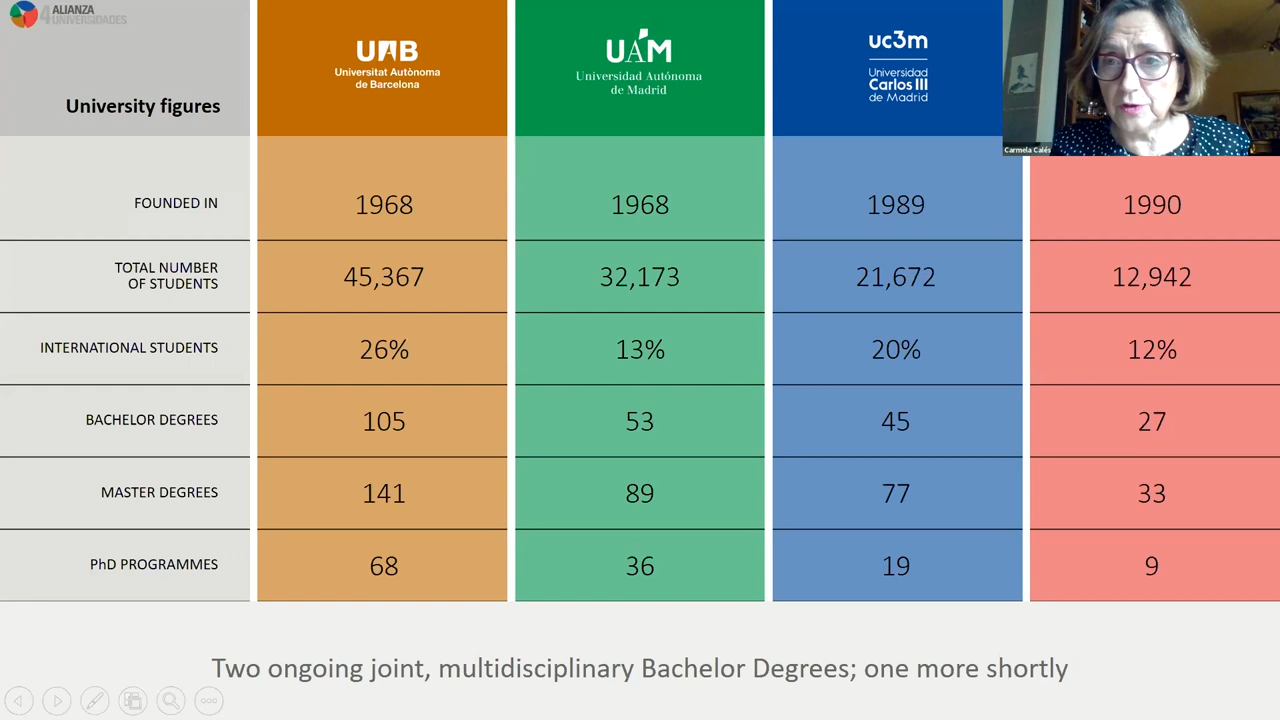 4 ALIANZA
UNIVERSIDADES
University figures
UAB
Universitat Autònoma
de Barcelona
UAM
Universidad Autónoma
de Madrid
uc3m
Universidad
Carlos III
de Madrid
Carmela Calés
FOUNDED IN 1968 1968 1989 1990
TOTAL NUMBER
OF STUDENTS 45,367 32,173 21,672 12,942
INTERNATIONAL STUDENTS 26% 13% 20% 12%
BACHELOR DEGREES 105 53 45 27
MASTER DEGREES 141 89 77 33
PhD PROGRAMMES 68 36 19 9
Two ongoing joint, multidisciplinary Bachelor Degrees; one more shortly